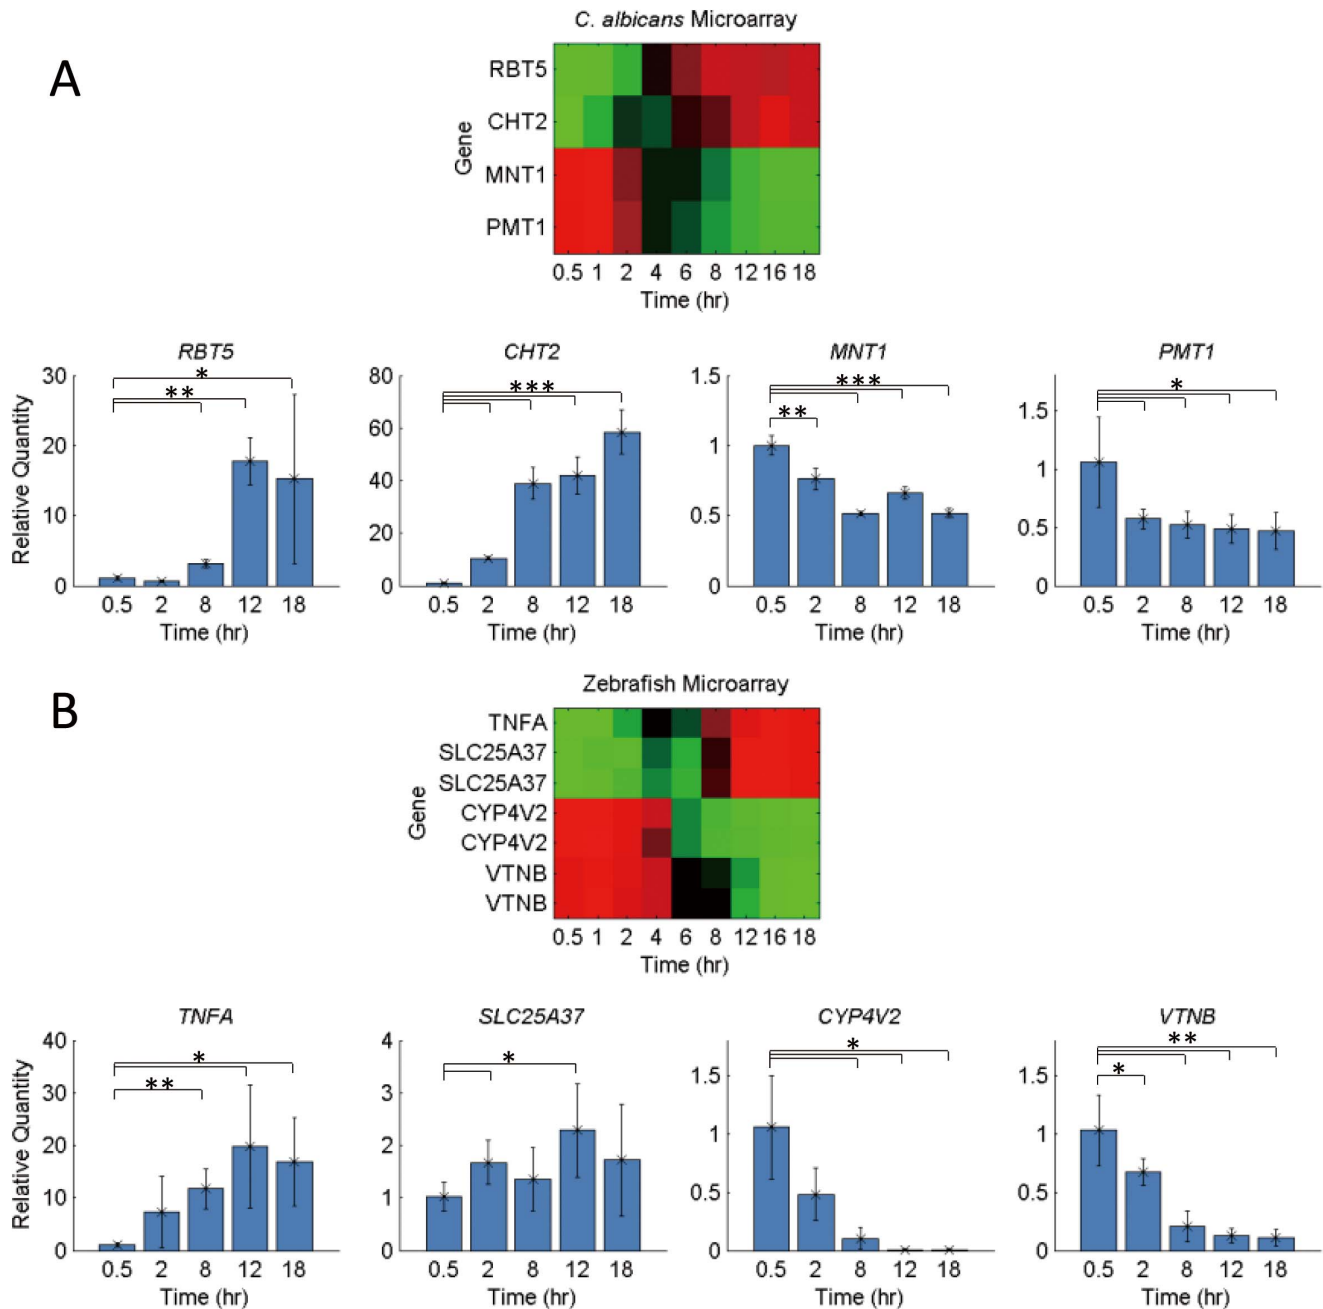 C. albicans Microarray
A
RBT5
CHT2
MNT1
PMT1
Gene
0.5 1 2 4 6 8 12 16 18
Time (hr)
RBT5
30
20
10
0
Relative Quantity
** *
0.5 2 8 12 18
Time (hr)
CHT2
80
60
40
20
0
***
0.5 2 8 12 18
Time (hr)
MNT1
1.5
1
0.5
0
** ***
0.5 2 8 12 18
Time (hr)
PMT1
1.5
1
0.5
0
*
0.5 2 8 12 18
Time (hr)
B
Zebrafish Microarray
TNFA
SLC25A37
SLC25A37
CYP4V2
CYP4V2
VTNB
VTNB
Gene
0.5 1 2 4 6 8 12 16 18
Time (hr)
TNFA
40
30
20
10
0
Relative Quantity
** *
0.5 2 8 12 18
Time (hr)
SLC25A37
4
3
2
1
0
*
0.5 2 8 12 18
Time (hr)
CYP4V2
1.5
1
0.5
0
*
0.5 2 8 12 18
Time (hr)
VTNB
1.5
1
0.5
0
* **
0.5 2 8 12 18
Time (hr)